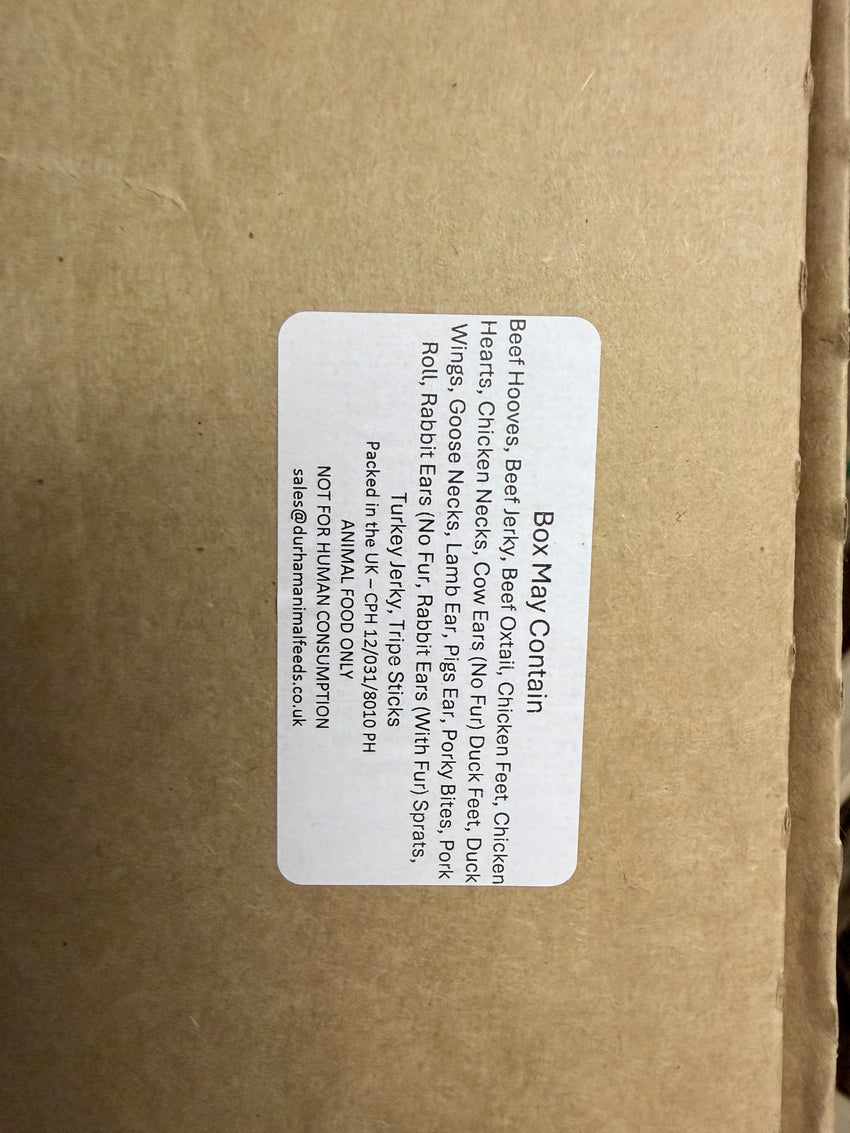 Box May Contain
Beef Hooves, Beef Jerky, Beef Oxtail, Chicken Feet, Chicken
Hearts, Chicken Necks, Cow Ears (No Fur) Duck Feet, Duck
Wings, Goose Necks, Lamb Ear, Pigs Ear, Porky Bites, Pork
Roll, Rabbit Ears (No Fur, Rabbit Ears (With Fur) Sprats,
Turkey Jerky, Tripe Sticks
Packed in the UK – CPH 12/031/8010 PH
ANIMAL FOOD ONLY
NOT FOR HUMAN CONSUMPTION
sales@durhamanimalfeeds.co.uk